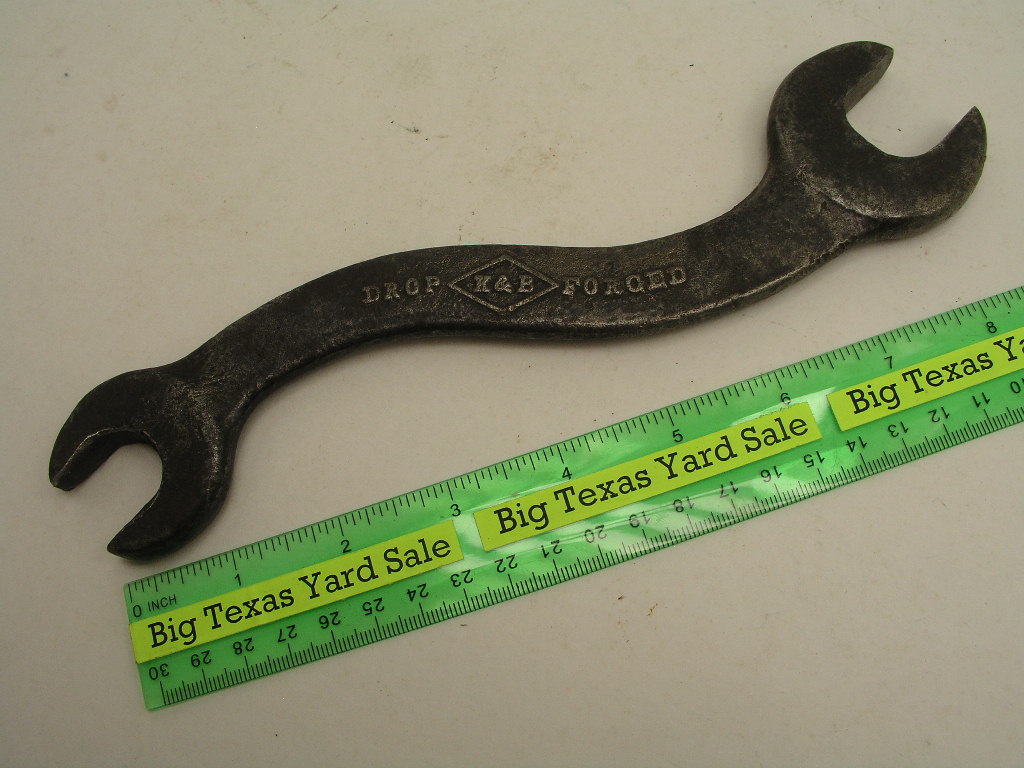 DROP FORGED
1 2 3 4 5 6 7 8
0 INCH
Big Texas Yard Sale
Big Texas Yard Sale
Big Texas Ya
30 29 28 27 26 25 24 23 22 21 20 19 18 17 16 15 14 13 12 11 10